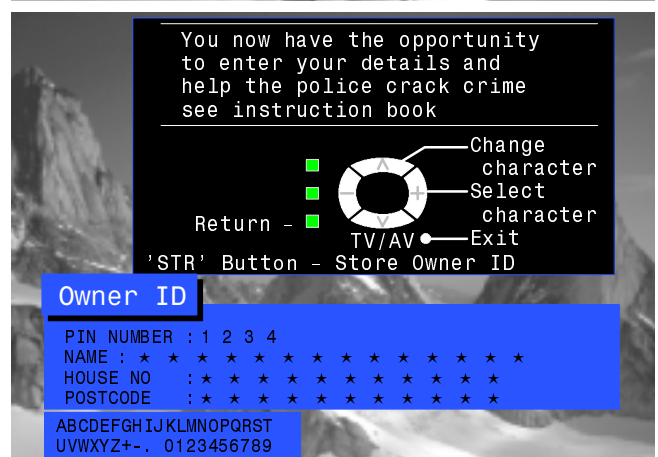 You now have the opportunity
to enter your details and
help the police crack crime
see instruction book
Change
character
Select
character
Return –
TV/AV
Exit
'STR' Button – Store Owner ID
Owner ID
PIN NUMBER : 1 2 3 4
NAME : ★ ★ ★ ★ ★ ★ ★ ★ ★ ★ ★ ★ ★ ★
HOUSE NO : ★ ★ ★ ★ ★ ★ ★ ★ ★ ★ ★
POSTCODE : ★ ★ ★ ★ ★ ★ ★ ★ ★ ★ ★
ABCDEFGHIJKLMNOPQRST
UVWXYZ+-. 0123456789